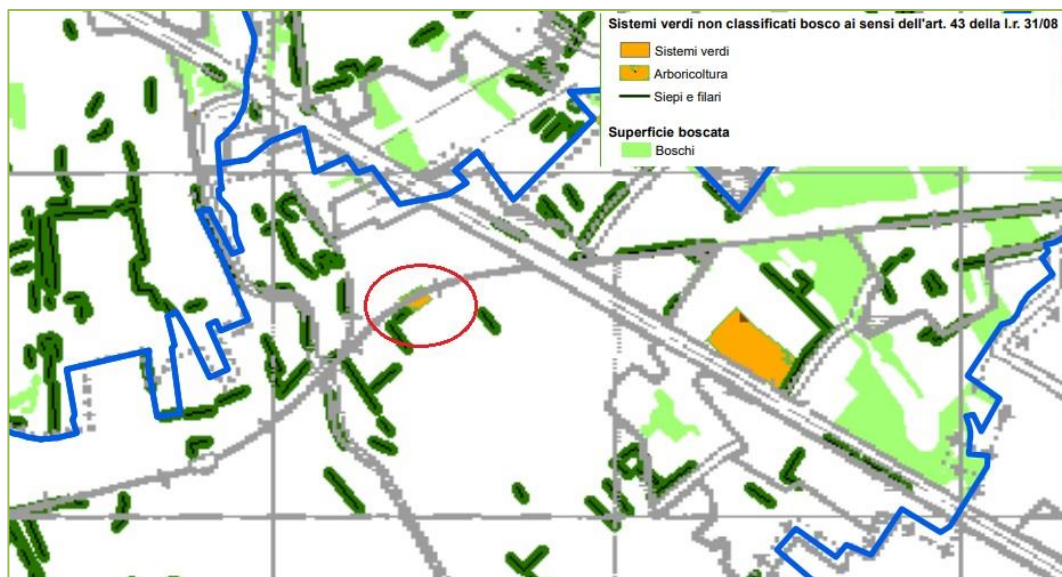 Sistemi verdi non classificati bosco ai sensi dell'art. 43 della l.r. 31/08
Sistemi verdi
Arboricoltura
Siepi e filari
Superficie boscata
Boschi